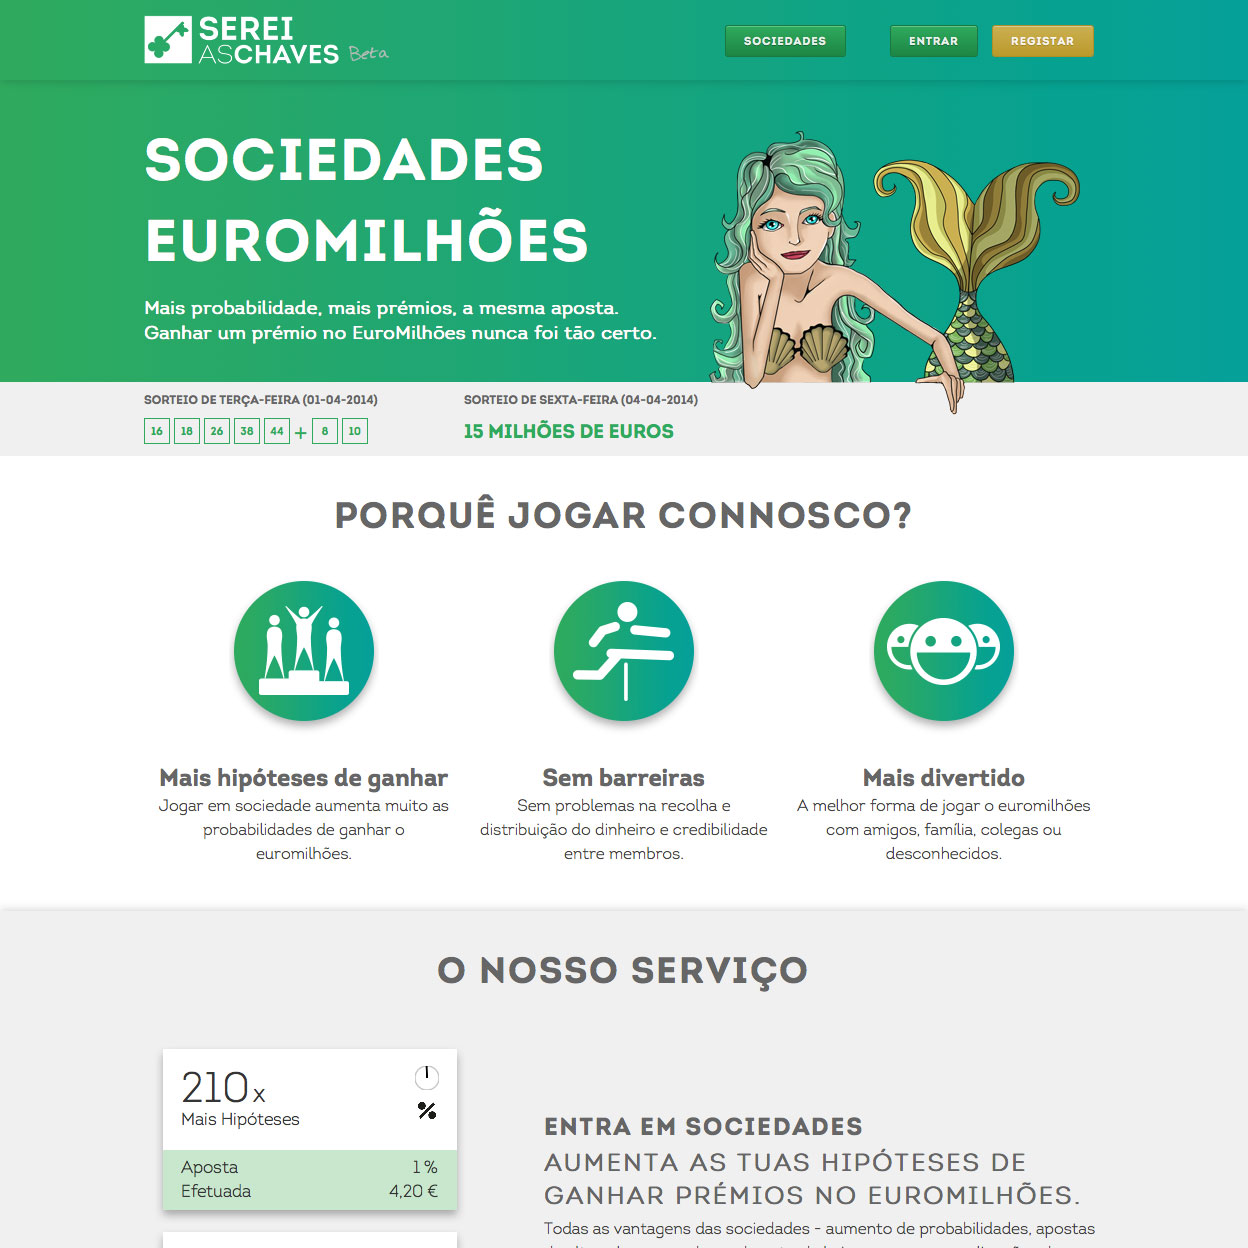 SEREI
ASCHAVES Beta
SOCIEDADES
ENTRAR
REGISTAR
SOCIEDADES
EUROMILHÕES
Mais probabilidade, mais prémios, a mesma aposta.
Ganhar um prémio no EuroMilhões nunca foi tão certo.
SORTEIO DE TERÇA-FEIRA (01-04-2014)
16 18 26 38 44 + 8 10
SORTEIO DE SEXTA-FEIRA (04-04-2014)
15 MILHÕES DE EUROS
PORQUÊ JOGAR CONNOSCO?
Mais hipóteses de ganhar
Jogar em sociedade aumenta muito as
probabilidades de ganhar o
euromilhões.
Sem barreiras
Sem problemas na recolha e
distribuição do dinheiro e credibilidade
entre membros.
Mais divertido
A melhor forma de jogar o euromilhões
com amigos, família, colegas ou
desconhecidos.
O NOSSO SERVIÇO
210x
Mais Hipóteses
%
Aposta 1 %
Efetuada 4,20 €
ENTRA EM SOCIEDADES
AUMENTA AS TUAS HIPÓTESES DE
GANHAR PRÉMIOS NO EUROMILHÕES.
Todas as vantagens das sociedades - aumento de probabilidades, apostas